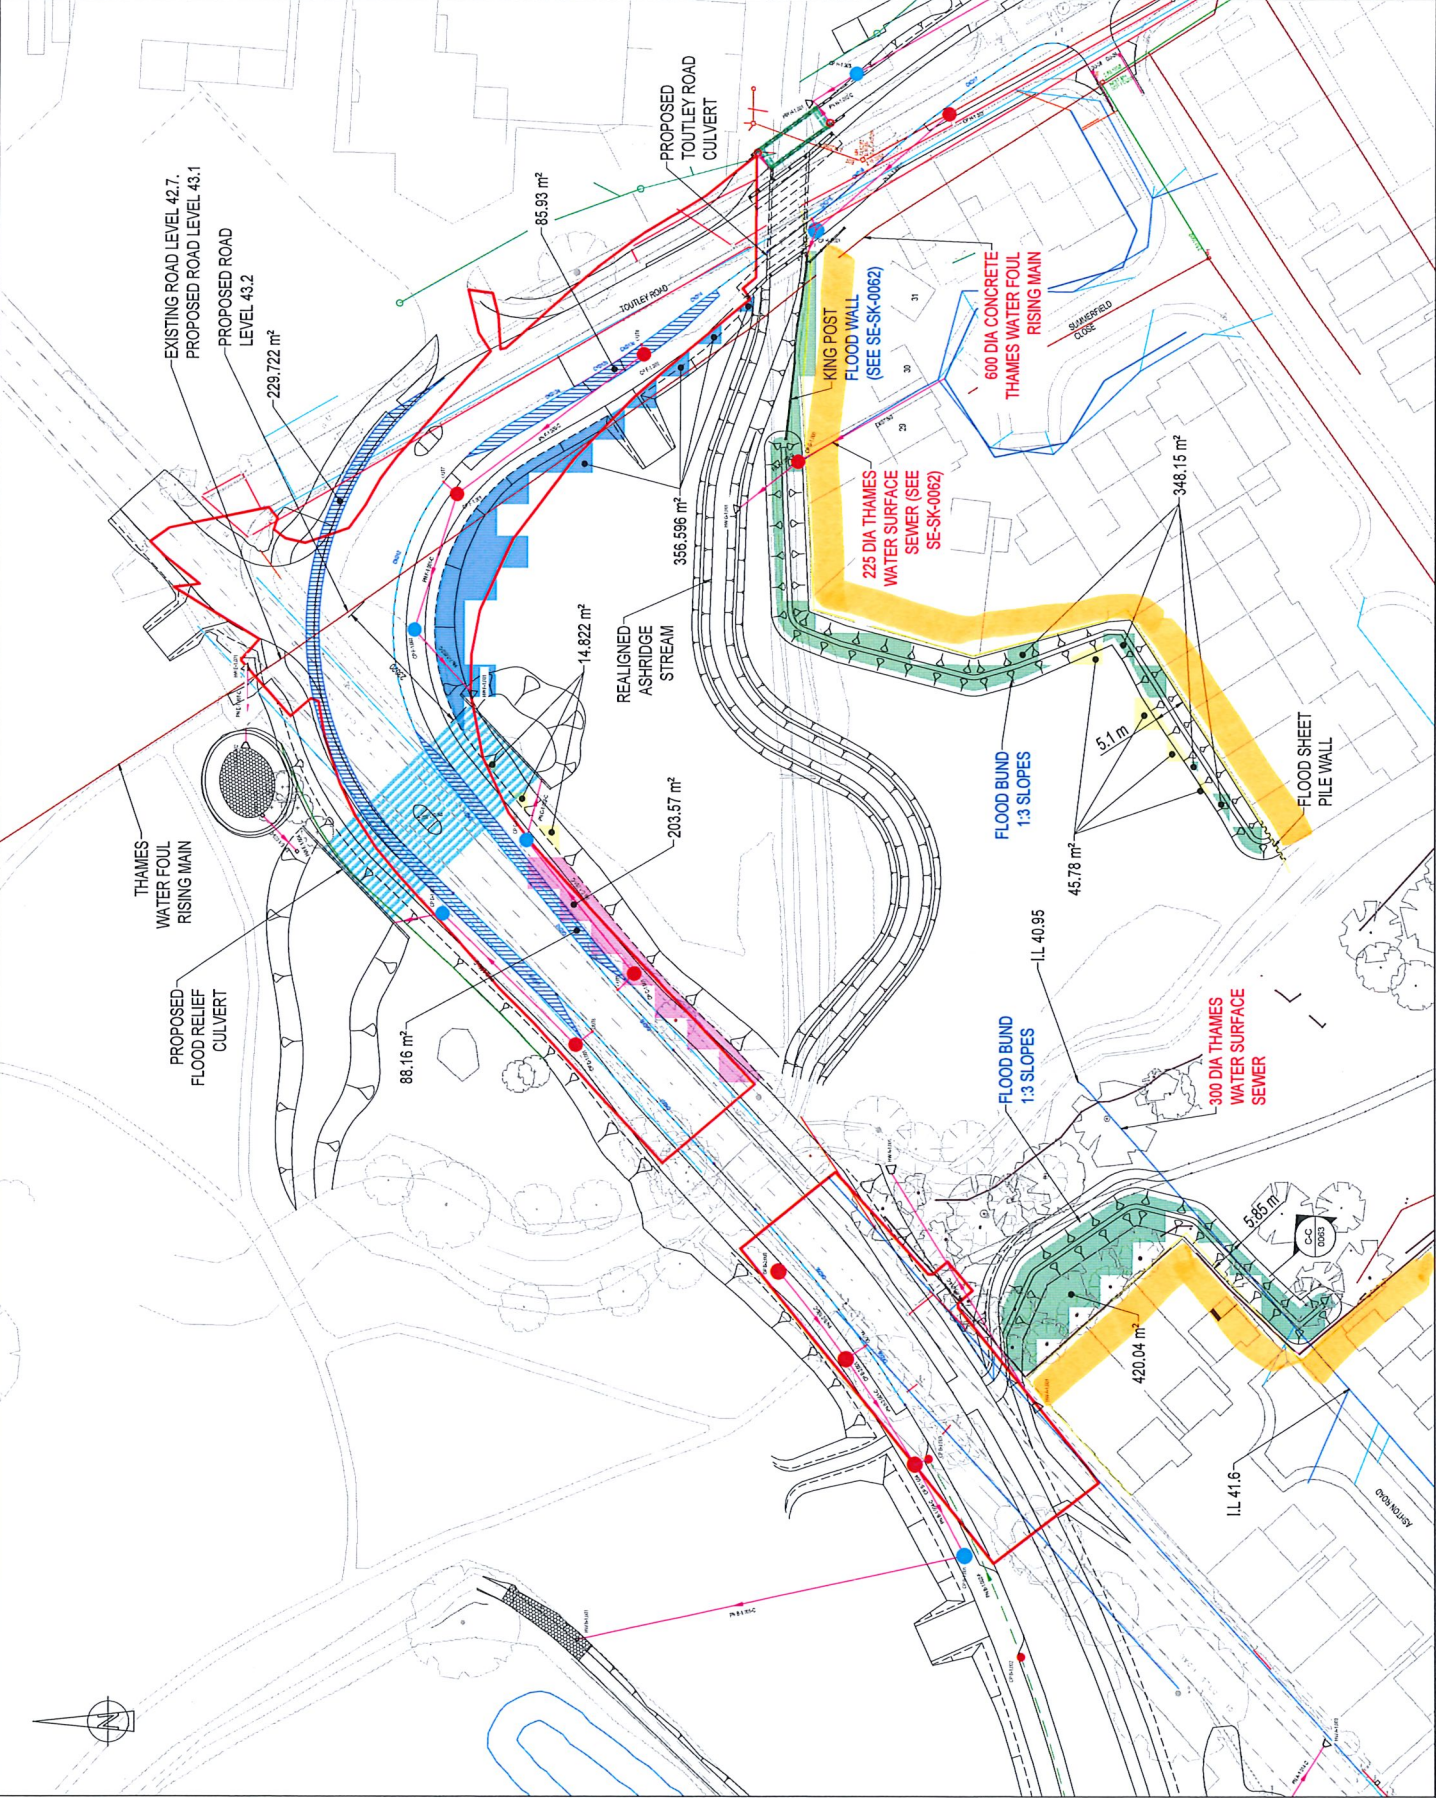 EXISTING ROAD LEVEL 42.7.
PROPOSED ROAD LEVEL 43.1
PROPOSED ROAD
LEVEL 43.2
229.722 m²
PROPOSED
TOUTLEY ROAD
CULVERT
85.93 m²
TOUTLEY ROAD
THAMES
WATER FOUL
RISING MAIN
PROPOSED
FLOOD RELIEF
CULVERT
88.16 m²
356.596 m²
14.822 m²
203.57 m²
REALIGNED
ASHRIDGE
STREAM
KING POST
FLOOD WALL
(SEE SE-SK-0062)
600 DIA CONCRETE
THAMES WATER FOUL
RISING MAIN
31
30
29
SUMMERFIELD
CLOSE
225 DIA THAMES
WATER SURFACE
SEWER (SEE
SE-SK-0062)
348.15 m²
FLOOD BUND
1:3 SLOPES
5.1 m
45.78 m²
FLOOD SHEET
PILE WALL
I.L 40.95
FLOOD BUND
1:3 SLOPES
300 DIA THAMES
WATER SURFACE
SEWER
5.85 m
C-C
0063
420.04 m²
I.L 41.6
ASHTON ROAD
N